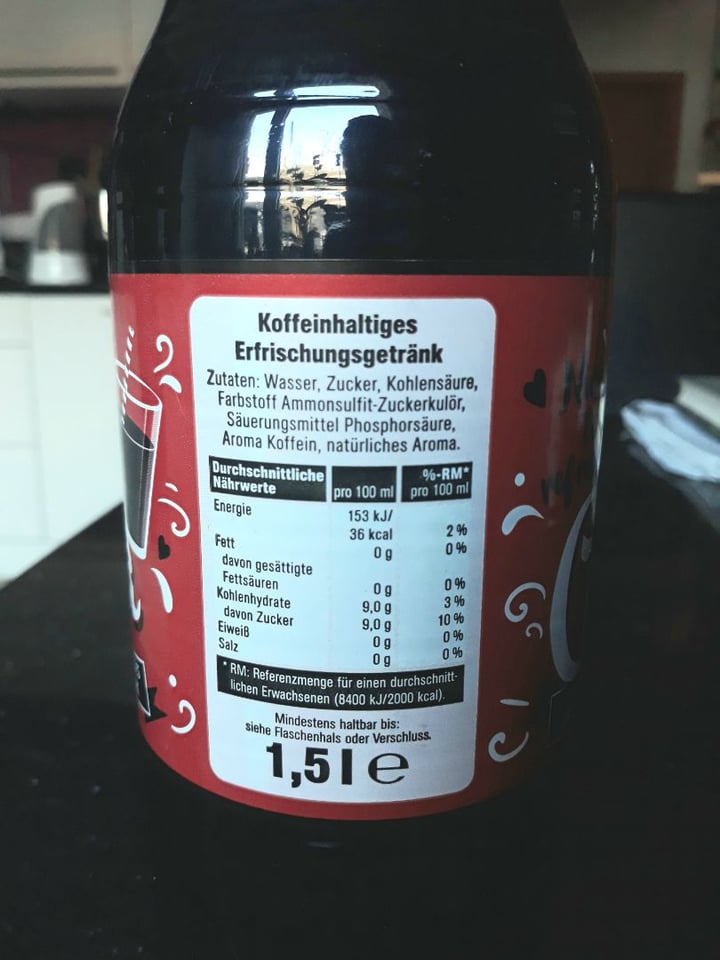 Koffeinhaltiges
Erfrischungsgetränk
Zutaten: Wasser, Zucker, Kohlensäure,
Farbstoff Ammonsulfit-Zuckerkulör,
Säuerungsmittel Phosphorsäure,
Aroma Koffein, natürliches Aroma.
Durchschnittliche Nährwerte pro 100 ml %-RM* pro 100 ml
Energie 153 kJ/
36 kcal 2 %
Fett 0 g 0 %
davon gesättigte
Fettsäuren 0 g 0 %
Kohlenhydrate 9,0 g 3 %
davon Zucker 9,0 g 10 %
Eiweiß 0 g 0 %
Salz 0 g 0 %
*RM: Referenzmenge für einen durchschnitt-
lichen Erwachsenen (8400 kJ/2000 kcal).
Mindestens haltbar bis:
siehe Flaschenhals oder Verschluss.
1,5 l e